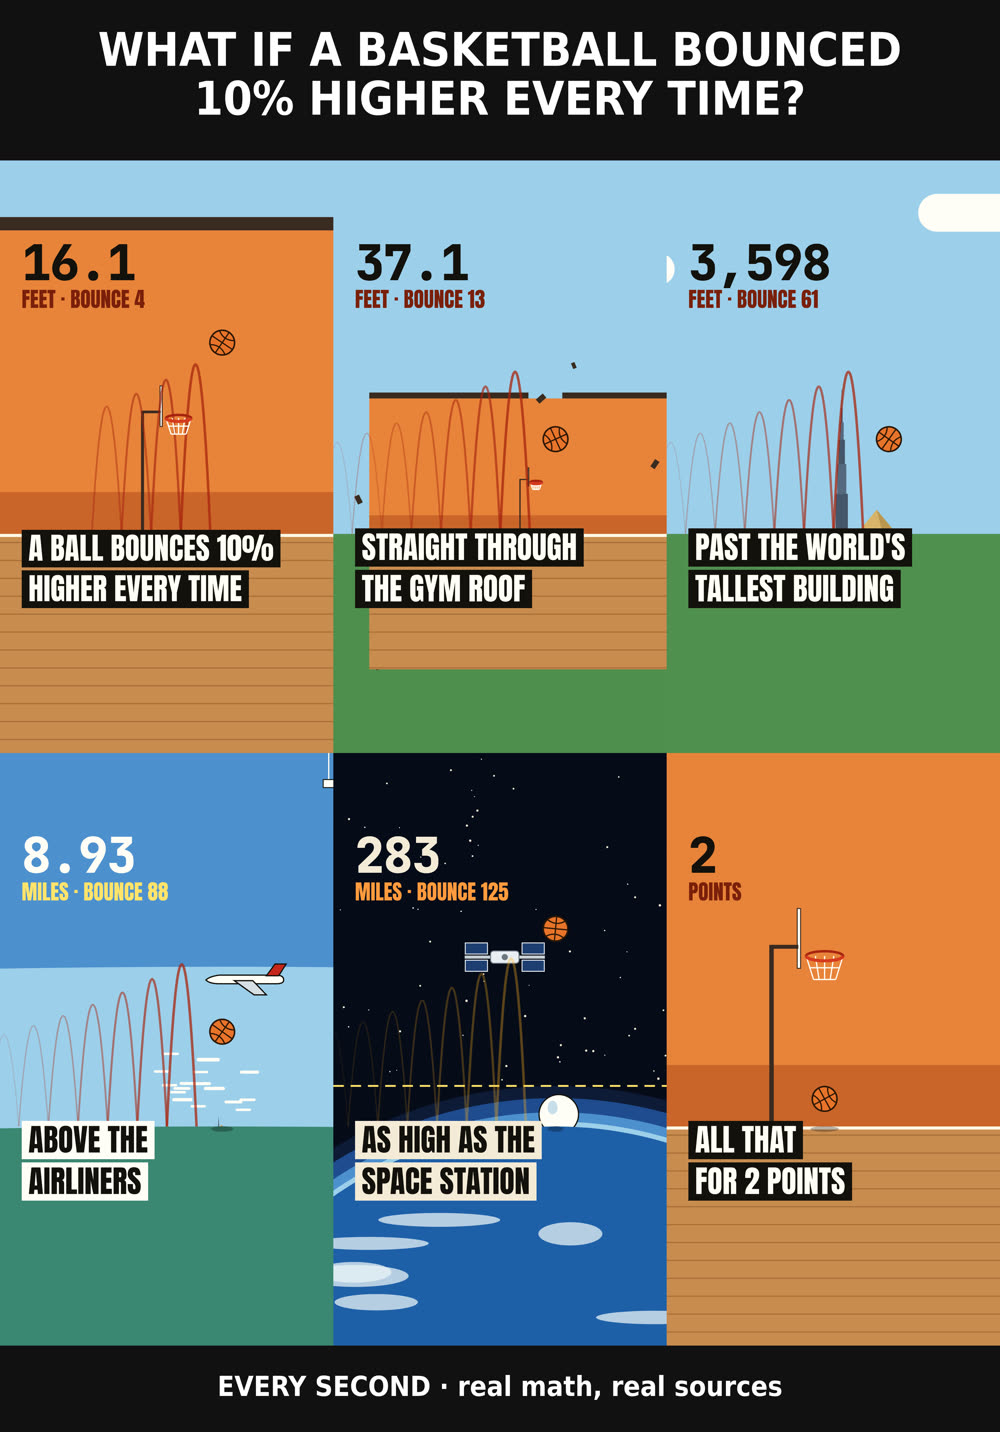 WHAT IF A BASKETBALL BOUNCED
10% HIGHER EVERY TIME?
16.1
FEET · BOUNCE 4
A BALL BOUNCES 10%
HIGHER EVERY TIME
37.1
FEET · BOUNCE 13
STRAIGHT THROUGH
THE GYM ROOF
3,598
FEET · BOUNCE 61
PAST THE WORLD'S
TALLEST BUILDING
8.93
MILES · BOUNCE 88
ABOVE THE
AIRLINERS
283
MILES · BOUNCE 125
AS HIGH AS THE
SPACE STATION
2
POINTS
ALL THAT
FOR 2 POINTS
EVERY SECOND · real math, real sources